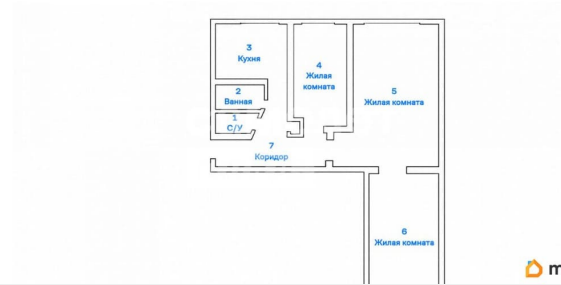 3
Кухня
4
Жилая
комната
5
Жилая комната
2
Ванная
1
С/У
7
Коридор
6
Жилая комната
m